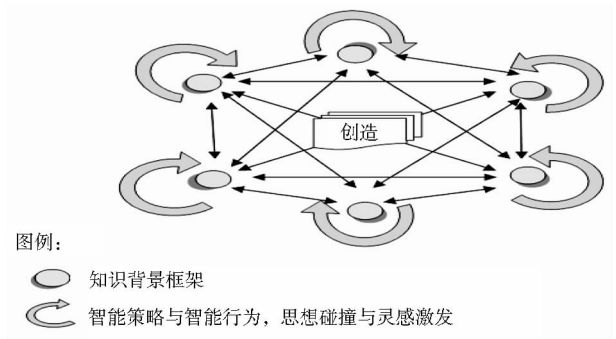 创造
图例：
知识背景框架
智能策略与智能行为，思想碰撞与灵感激发